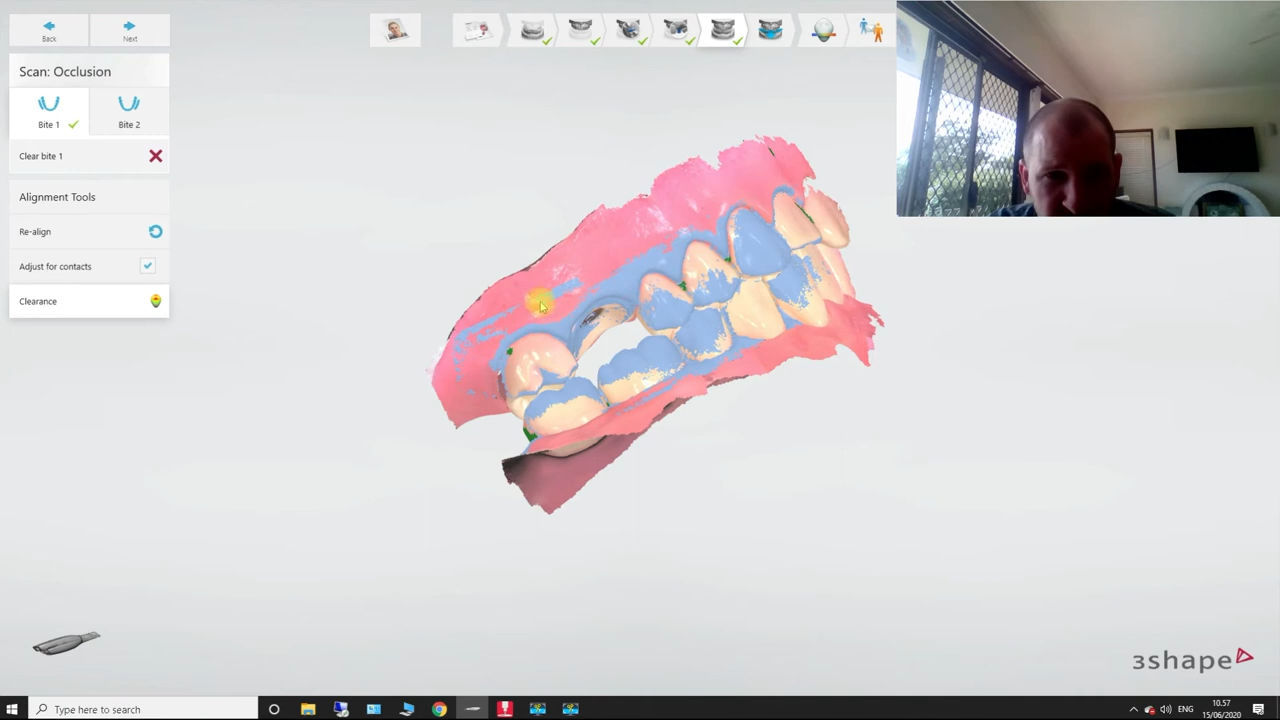 Back
Next
Scan: Occlusion
Bite 1
Bite 2
Clear bite 1
Alignment Tools
Re-align
Adjust for contacts
Clearance
3shape
Type here to search
ENG
10.57
15/06/2020